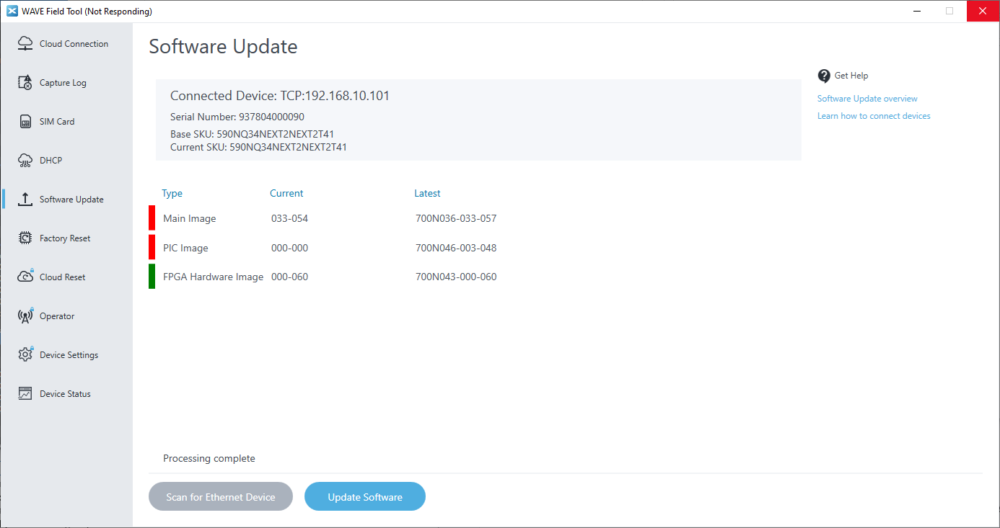 WAVE Field Tool (Not Responding)
Cloud Connection
Capture Log
SIM Card
DHCP
Software Update
Factory Reset
Cloud Reset
Operator
Device Settings
Device Status
Software Update
Connected Device: TCP:192.168.10.101
Serial Number: 937804000090
Base SKU: 590NQ34NEXT2NEXT2T41
Current SKU: 590NQ34NEXT2NEXT2T41
Get Help
Software Update overview
Learn how to connect devices
Type Current Latest
Main Image 033-054 700N036-033-057
PIC Image 000-000 700N046-003-048
FPGA Hardware Image 000-060 700N043-000-060
Processing complete
Scan for Ethernet Device
Update Software